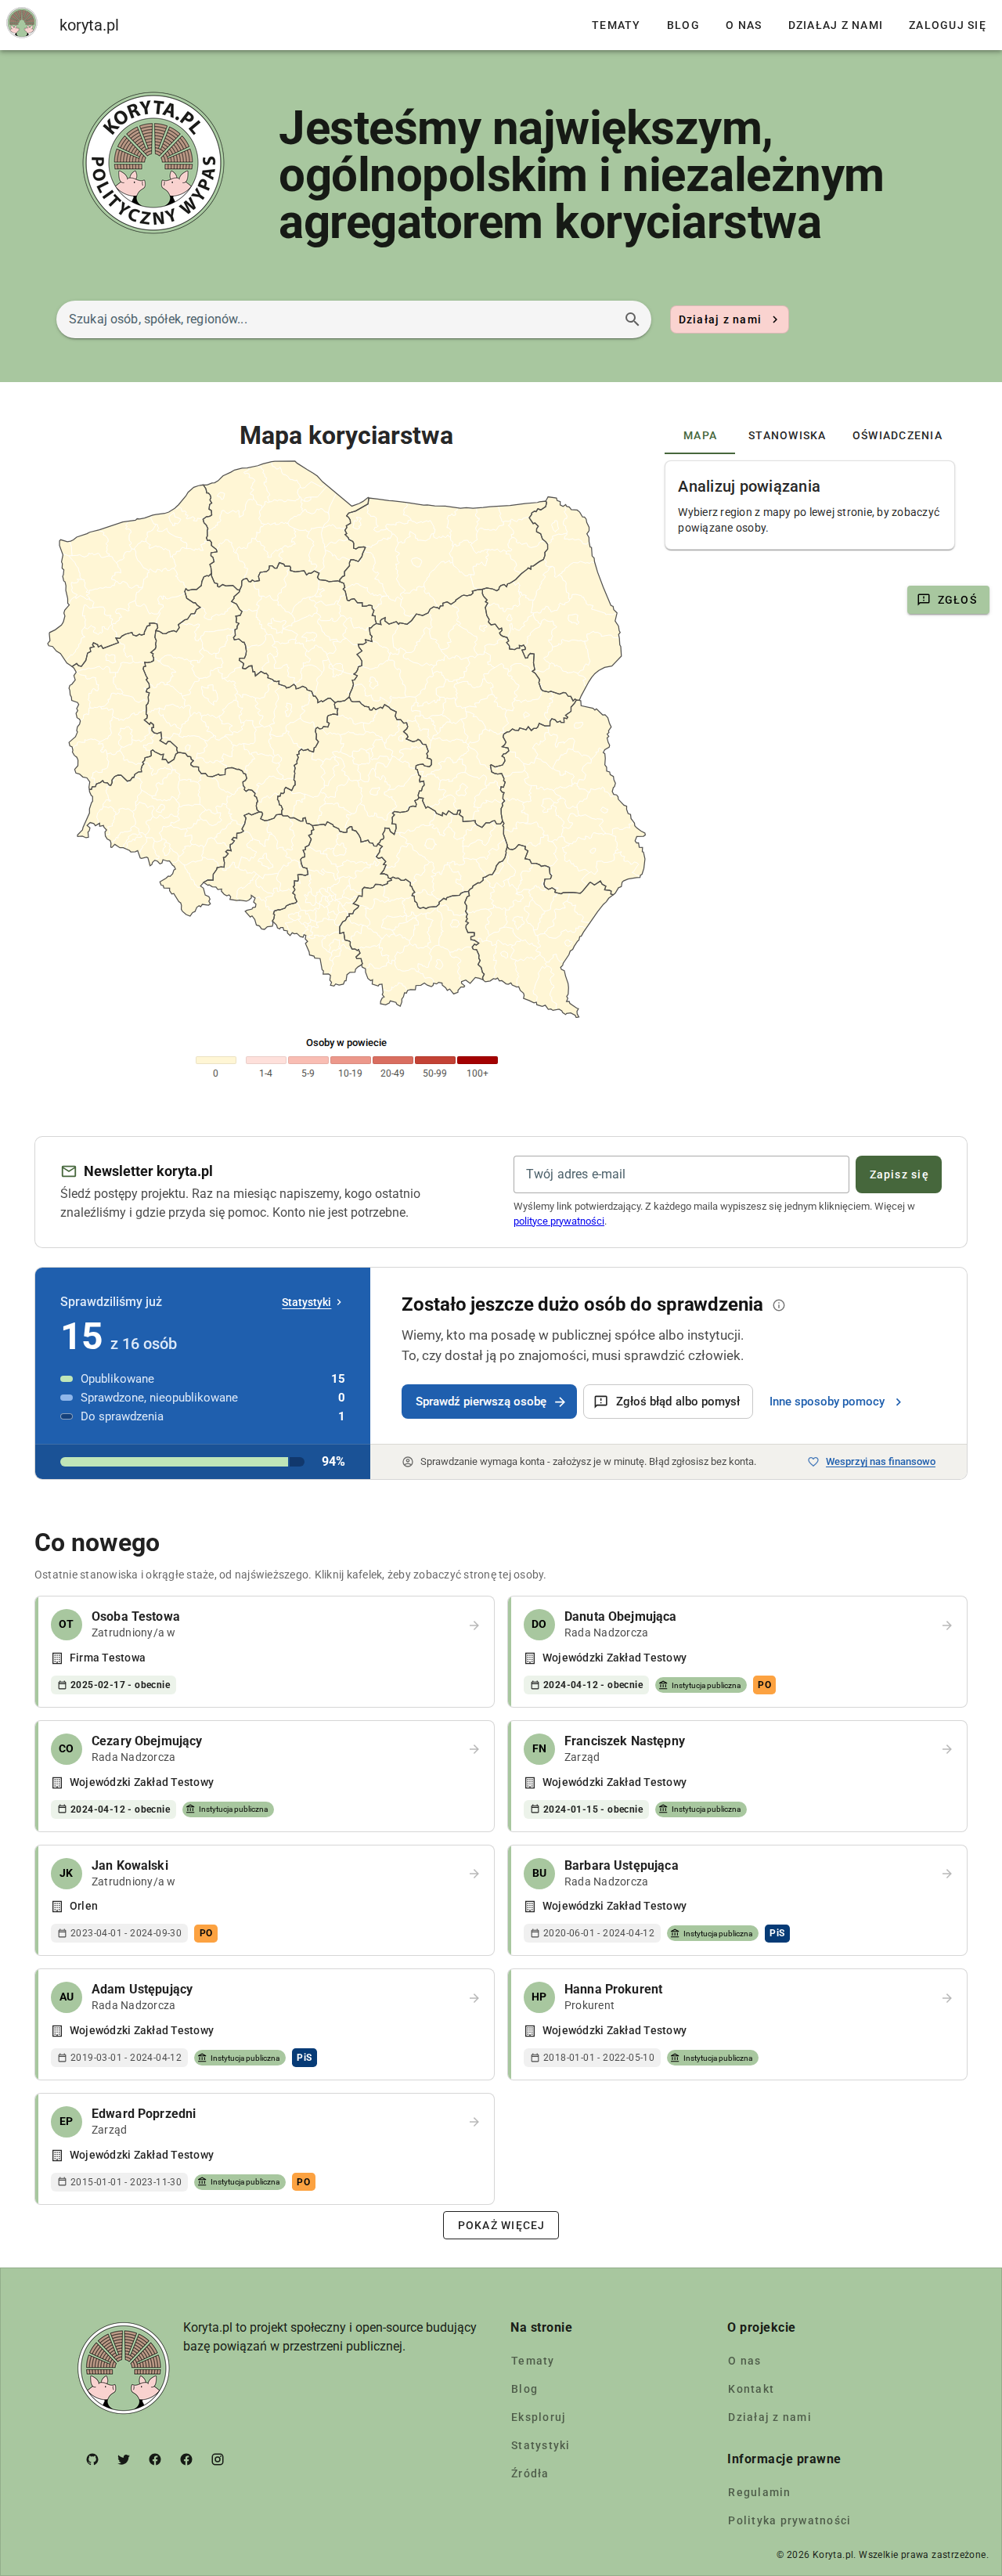 koryta.pl
TEMATY
BLOG
O NAS
DZIAŁAJ Z NAMI
ZALOGUJ SIĘ
KORYTA.PL
POLITYCZNY WYPAS
Jesteśmy największym,
ogólnopolskim i niezależnym
agregatorem koryciarstwa
Szukaj osób, spółek, regionów...
Działaj z nami
Mapa koryciarstwa
MAPA
STANOWISKA
OŚWIADCZENIA
Analizuj powiązania
Wybierz region z mapy po lewej stronie, by zobaczyć
powiązane osoby.
ZGŁOŚ
Osoby w powiecie
0
1-4
5-9
10-19
20-49
50-99
100+
Newsletter koryta.pl
Śledź postępy projektu. Raz na miesiąc napiszemy, kogo ostatnio
znaleźliśmy i gdzie przyda się pomoc. Konto nie jest potrzebne.
Twój adres e-mail
Zapisz się
Wyślemy link potwierdzający. Z każdego maila wypiszesz się jednym kliknięciem. Więcej w
polityce prywatności.
Sprawdziliśmy już
Statystyki
15 z 16 osób
Opublikowane 15
Sprawdzone, nieopublikowane 0
Do sprawdzenia 1
94%
Zostało jeszcze dużo osób do sprawdzenia
Wiemy, kto ma posadę w publicznej spółce albo instytucji.
To, czy dostał ją po znajomości, musi sprawdzić człowiek.
Sprawdź pierwszą osobę
Zgłoś błąd albo pomysł
Inne sposoby pomocy
Sprawdzanie wymaga konta - założysz je w minutę. Błąd zgłosisz bez konta.
Wesprzyj nas finansowo
Co nowego
Ostatnie stanowiska i okrągłe staże, od najświeższego. Kliknij kafelek, żeby zobaczyć stronę tej osoby.
OT
Osoba Testowa
Zatrudniony/a w
Firma Testowa
2025-02-17 - obecnie
DO
Danuta Obejmująca
Rada Nadzorcza
Wojewódzki Zakład Testowy
2024-04-12 - obecnie
Instytucja publiczna
PO
CO
Cezary Obejmujący
Rada Nadzorcza
Wojewódzki Zakład Testowy
2024-04-12 - obecnie
Instytucja publiczna
FN
Franciszek Następny
Zarząd
Wojewódzki Zakład Testowy
2024-01-15 - obecnie
Instytucja publiczna
JK
Jan Kowalski
Zatrudniony/a w
Orlen
2023-04-01 - 2024-09-30
PO
BU
Barbara Ustępująca
Rada Nadzorcza
Wojewódzki Zakład Testowy
2020-06-01 - 2024-04-12
Instytucja publiczna
PiS
AU
Adam Ustępujący
Rada Nadzorcza
Wojewódzki Zakład Testowy
2019-03-01 - 2024-04-12
Instytucja publiczna
PiS
HP
Hanna Prokurent
Prokurent
Wojewódzki Zakład Testowy
2018-01-01 - 2022-05-10
Instytucja publiczna
EP
Edward Poprzedni
Zarząd
Wojewódzki Zakład Testowy
2015-01-01 - 2023-11-30
Instytucja publiczna
PO
POKAŻ WIĘCEJ
Koryta.pl to projekt społeczny i open-source budujący
bazę powiązań w przestrzeni publicznej.
Na stronie
Tematy
Blog
Eksploruj
Statystyki
Źródła
O projekcie
O nas
Kontakt
Działaj z nami
Informacje prawne
Regulamin
Polityka prywatności
© 2026 Koryta.pl. Wszelkie prawa zastrzeżone.